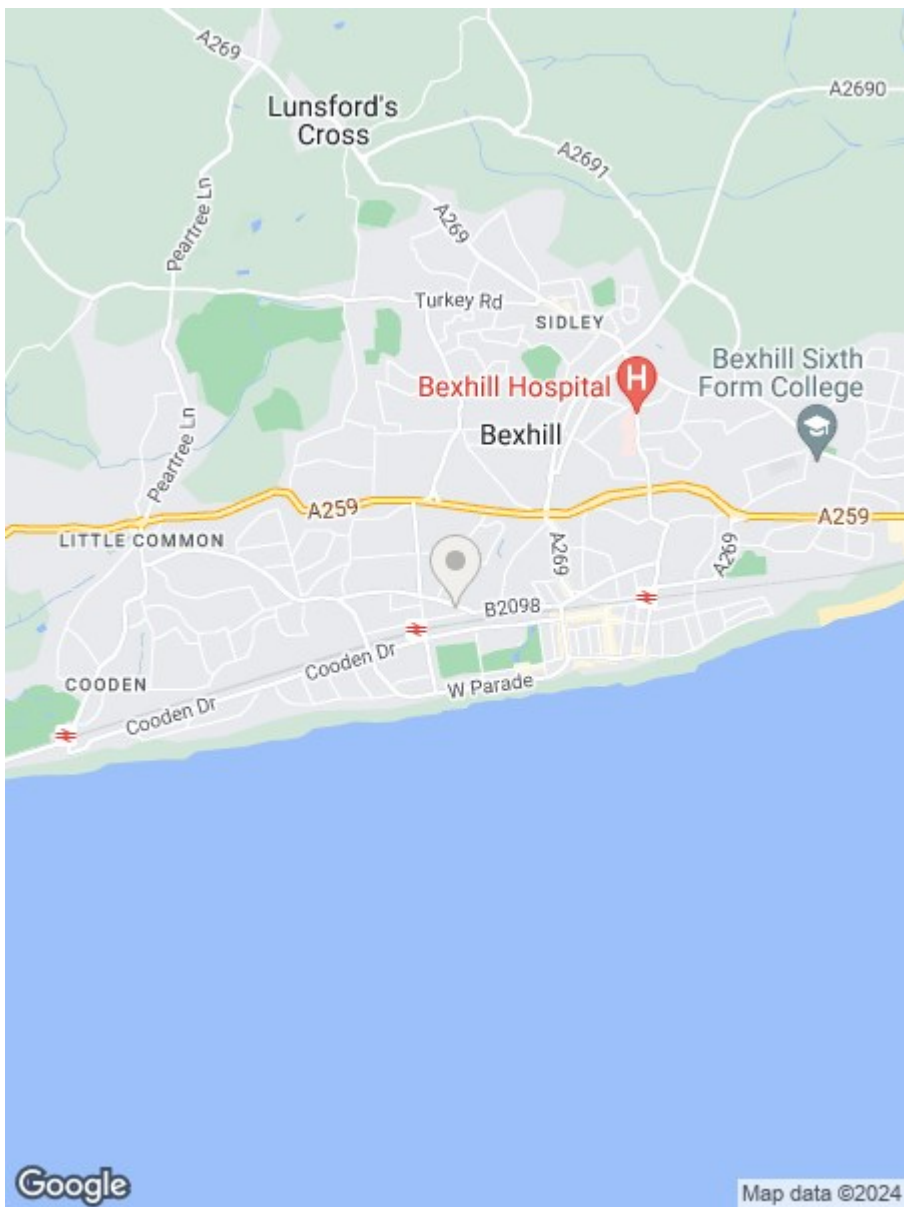 A269
A2690
Lunsford's
Cross
A2691
Peartree Ln
A269
Turkey Rd
SIDLEY
Bexhill Sixth
Form College
Bexhill Hospital
H
Bexhill
Peartree Ln
A259
A259
LITTLE COMMON
A269
A269
B2098
Cooden Dr
COODEN
W Parade
Cooden Dr
Google
Map data ©2024